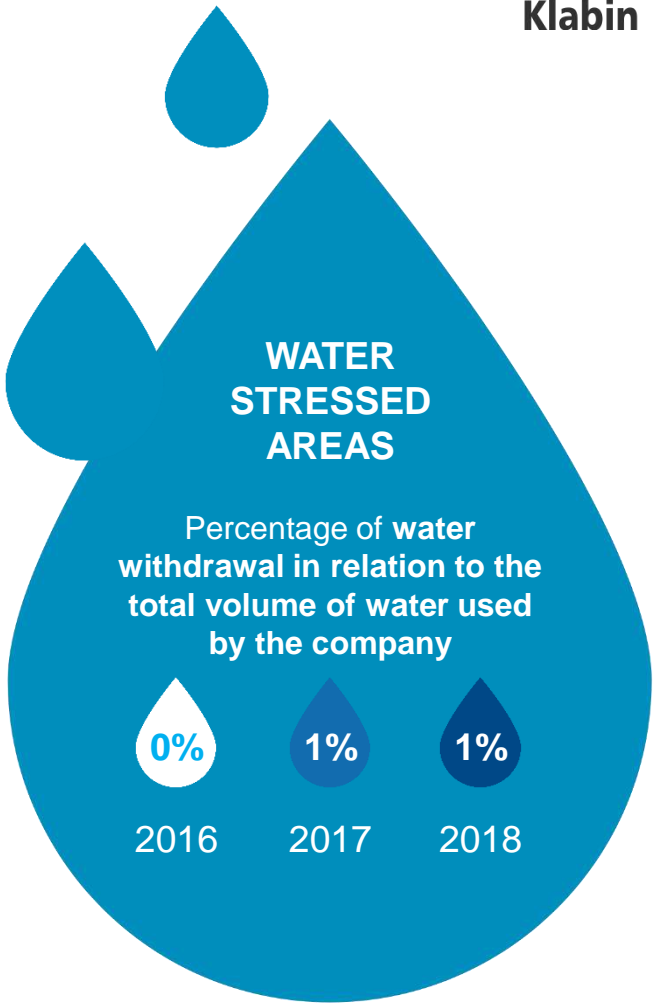 Klabin
WATER
STRESSED
AREAS
Percentage of water
withdrawal in relation to the
total volume of water used
by the company
0% 1% 1%
2016 2017 2018